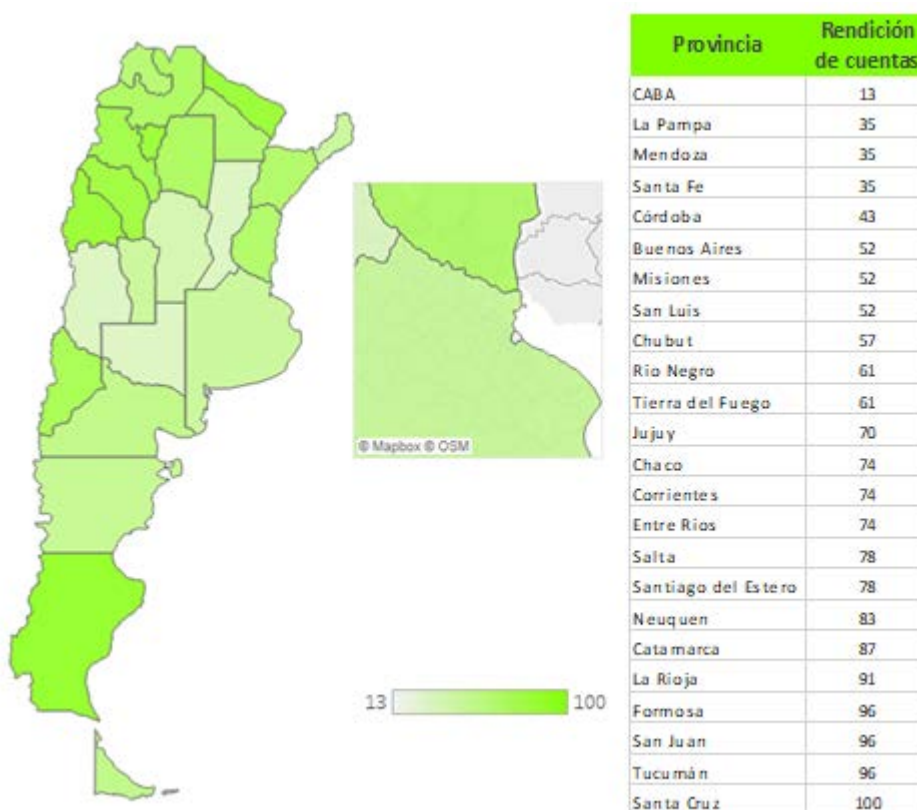 Provincia Rendición de cuentas
CABA 13
La Pampa 35
Mendoza 35
Santa Fe 35
Córdoba 43
Buenos Aires 52
Misiones 52
San Luis 52
Chubut 57
Rio Negro 61
Tierra del Fuego 61
Jujuy 70
Chaco 74
Corrientes 74
Entre Rios 74
Salta 78
Santiago del Estero 78
Neuquen 83
Catamarca 87
La Rioja 91
Formosa 96
San Juan 96
Tucumán 96
Santa Cruz 100
© Mapbox © OSM
13 100